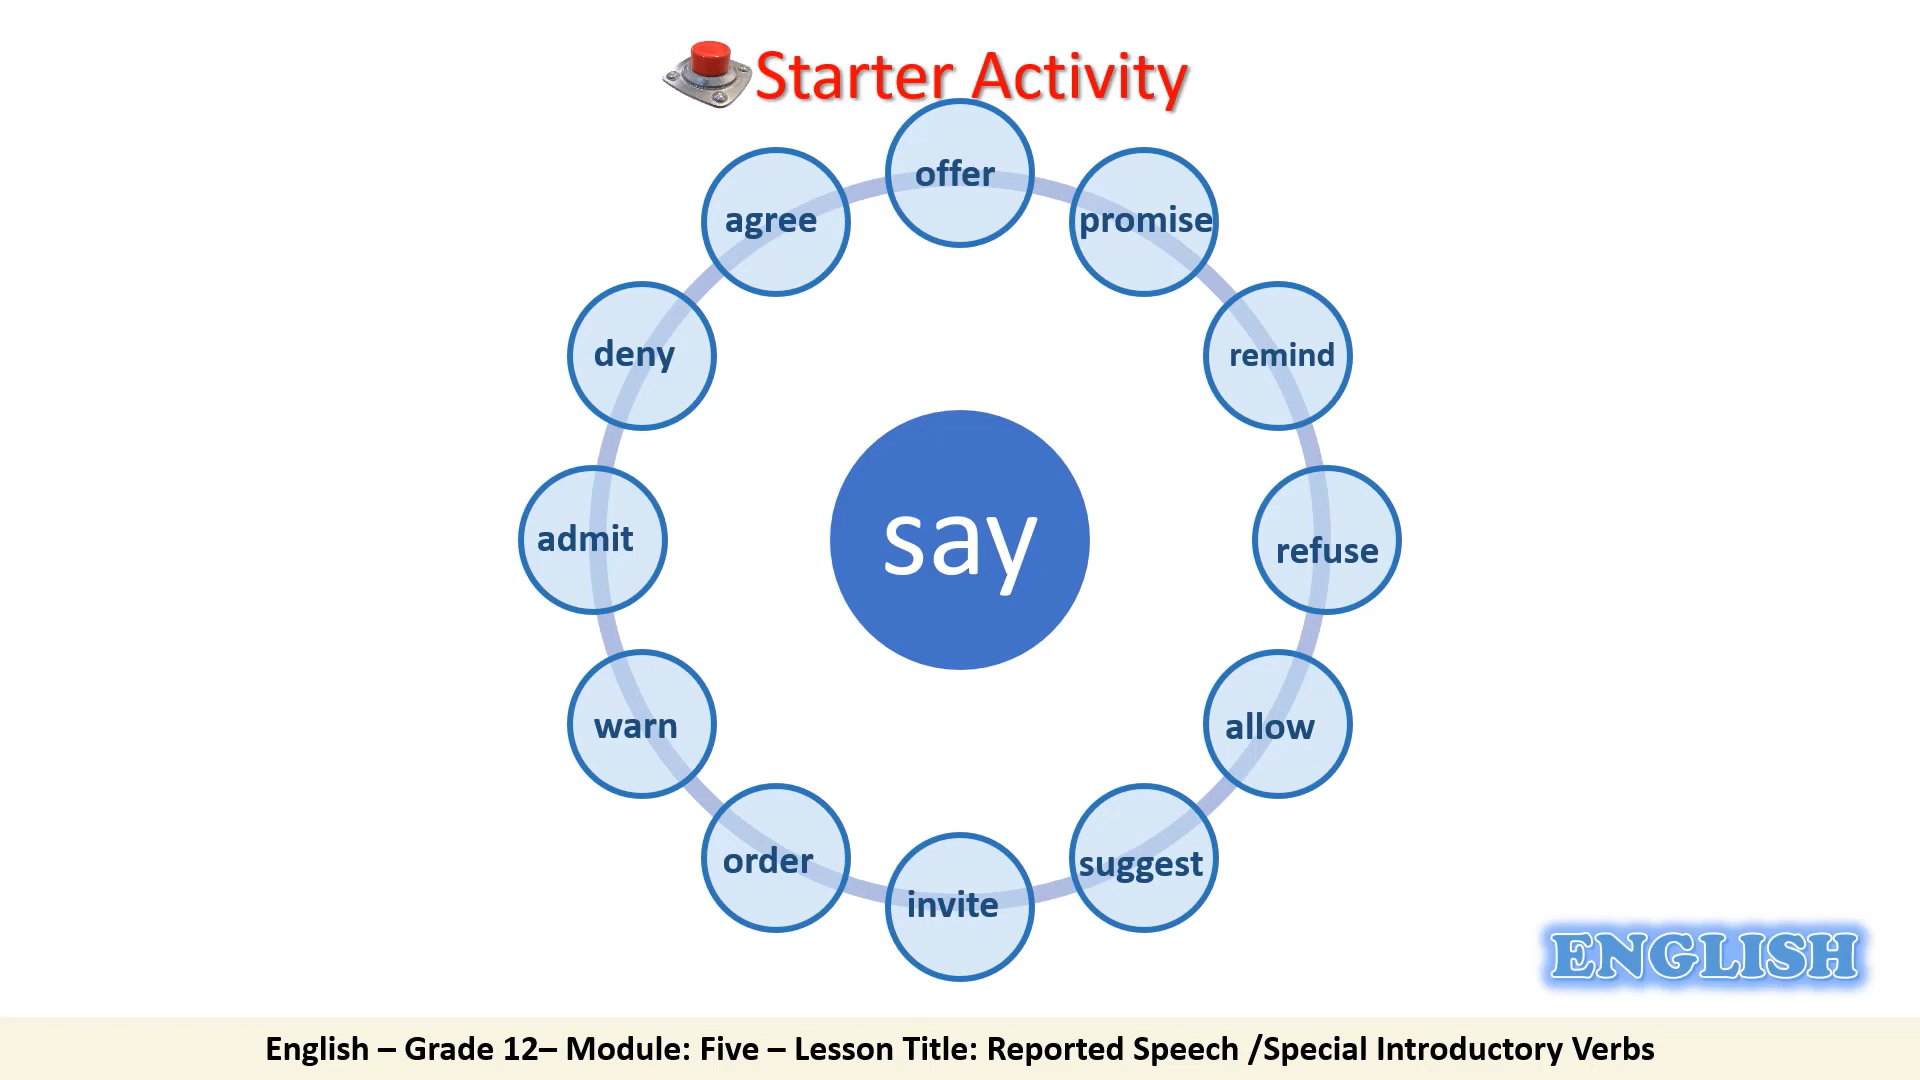 Starter Activity
offer
agree
promise
deny
remind
say
admit
refuse
warn
allow
order
suggest
invite
ENGLISH
English – Grade 12– Module: Five – Lesson Title: Reported Speech /Special Introductory Verbs